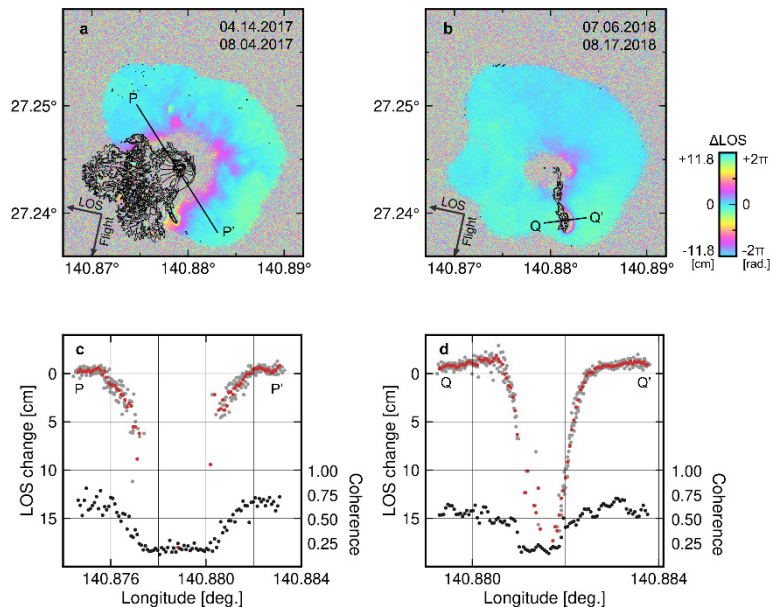 a
04.14.2017
08.04.2017
P
P'
LOS
Flight
27.25°
27.24°
140.87° 140.88° 140.89°
b
07.06.2018
08.17.2018
Q Q'
LOS
Flight
27.25°
27.24°
140.87° 140.88° 140.89°
ΔLOS
+11.8 +2π
0 0
-11.8 -2π
[cm] [rad.]
c
P P'
LOS change [cm]
0
5
10
15
Coherence
1.00
0.75
0.50
0.25
140.876 140.880 140.884
Longitude [deg.]
d
Q Q'
LOS change [cm]
0
5
10
15
Coherence
1.00
0.75
0.50
0.25
140.880 140.882 140.884
Longitude [deg.]